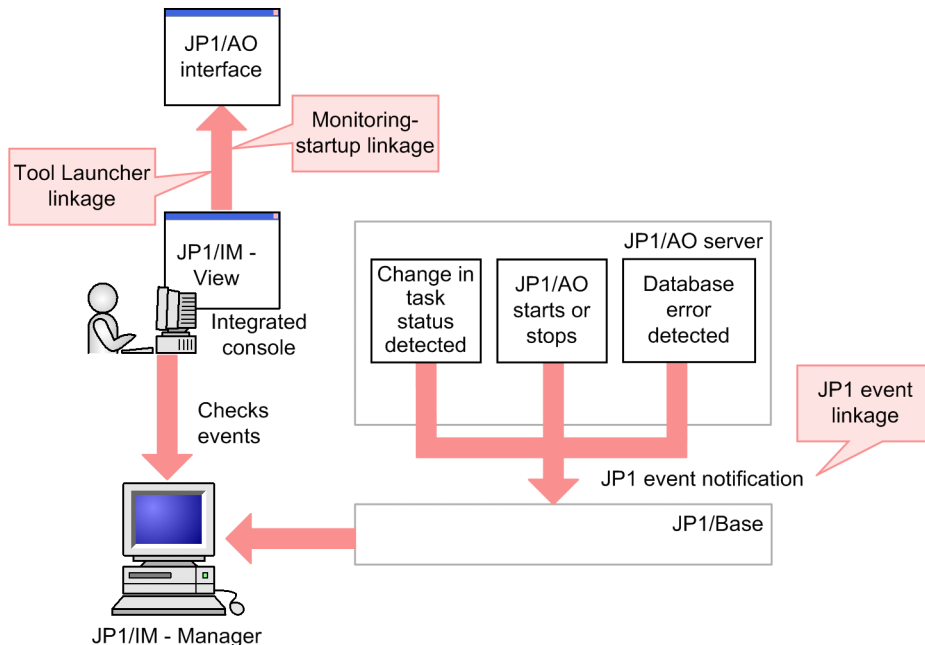 JP1/AO
interface
Monitoring-
startup linkage
Tool Launcher
linkage
JP1/IM -
View
Integrated
console
Checks
events
JP1/IM - Manager
JP1/AO server
Change in
task
status
detected
JP1/AO
starts or
stops
Database
error
detected
JP1 event
linkage
JP1 event notification
JP1/Base